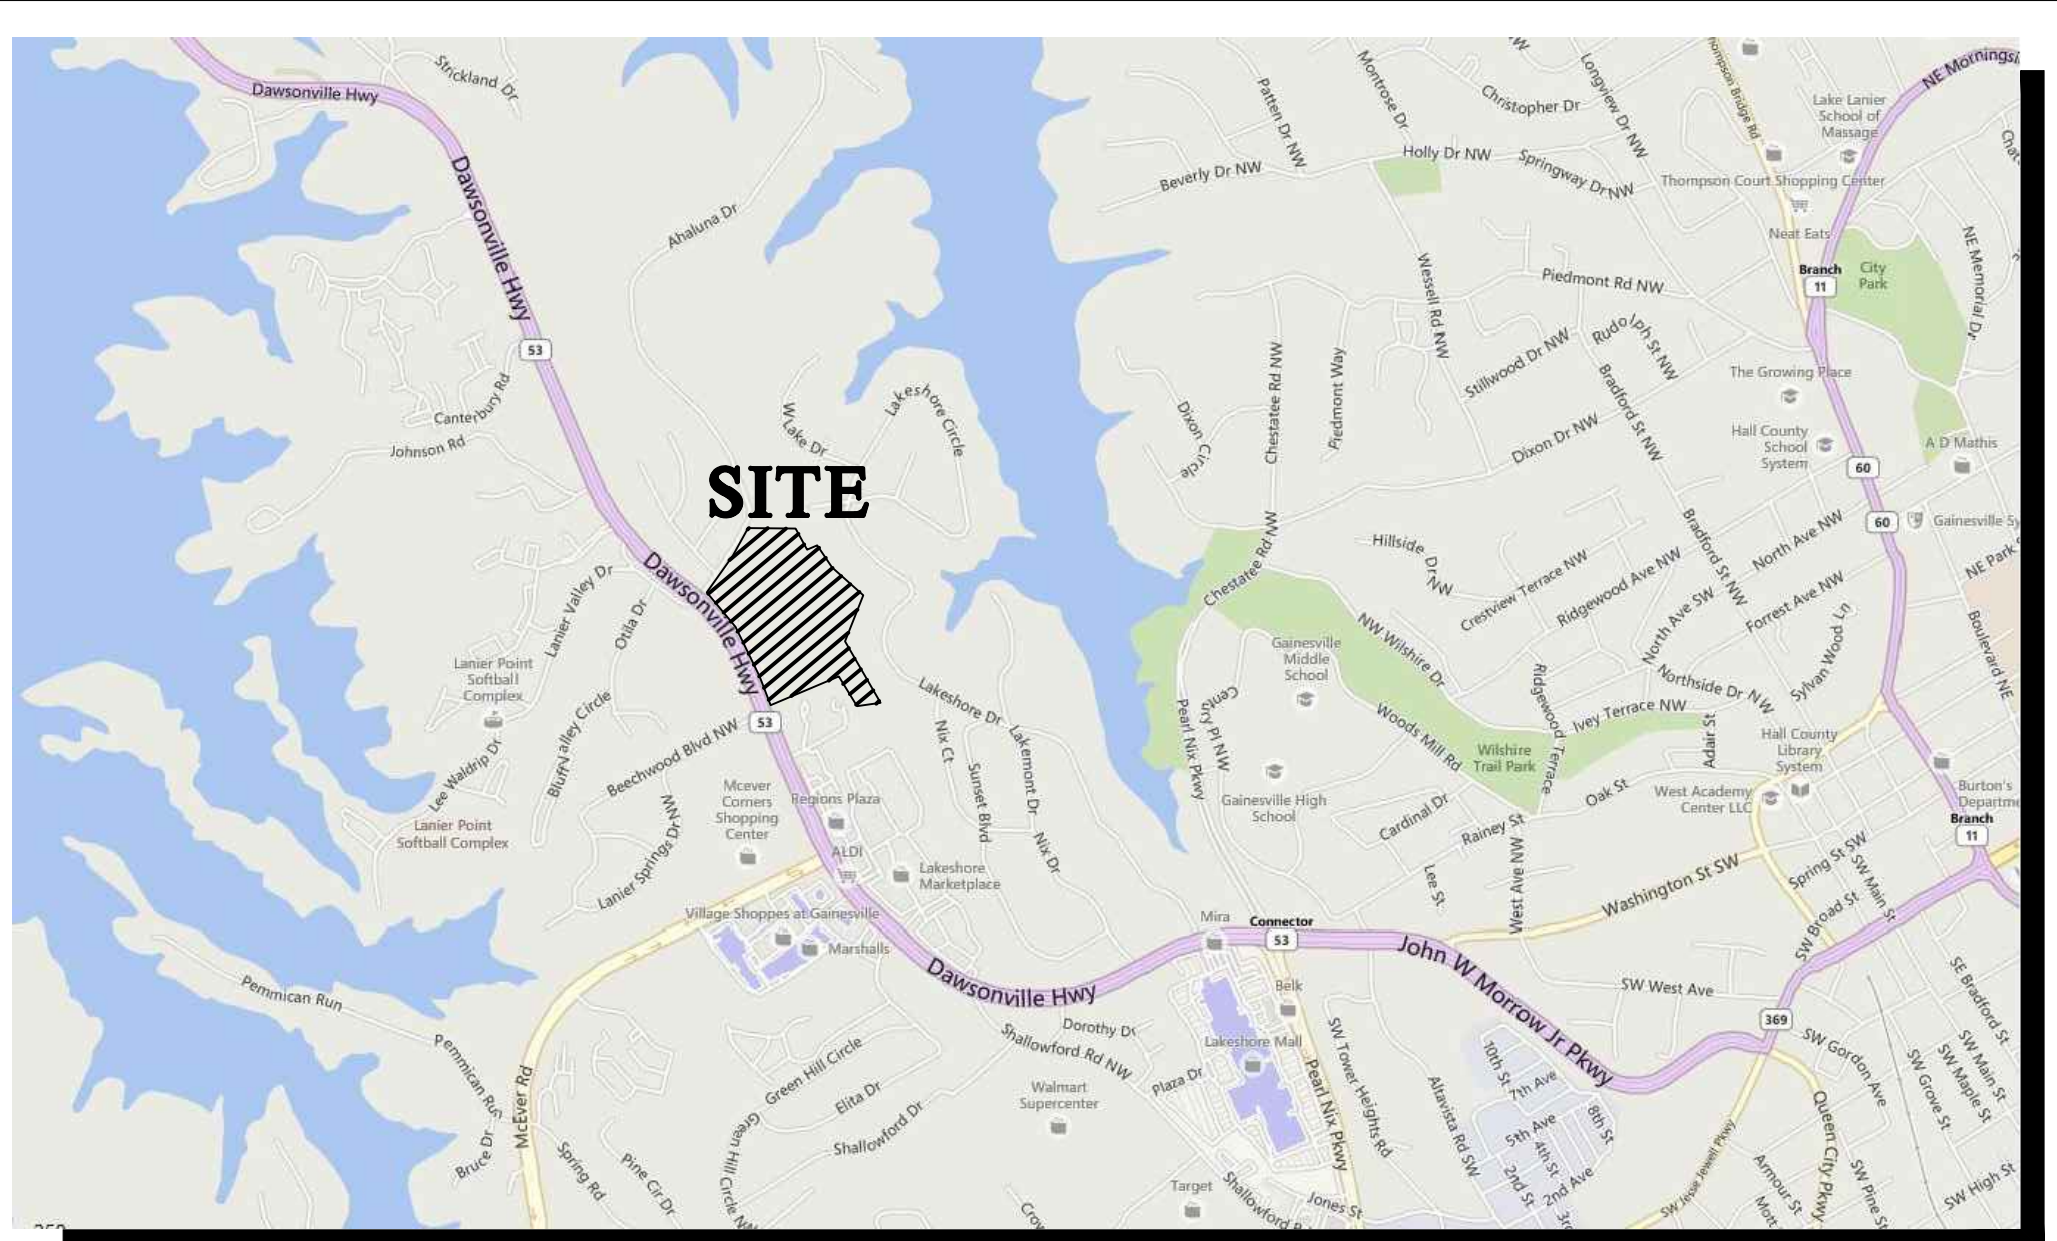 Dawsonville Hwy
Strickland Dr
Dawsonville Hwy
53
Ahaluna Dr
Canterbury Rd
Johnson Rd
W Lake Dr
Lakeshore Circle
SITE
Dawsonville Hwy
53
Lanier Valley Dr
Otila Dr
Lanier Point
Softball
Complex
Lee Waldrip Dr
Bluff Valley Circle
Beechwood Blvd NW
Lanier Point
Softball Complex
Lanier Springs Dr NW
Mcever
Corners
Shopping
Center
Regions Plaza
ALDI
Lakeshore
Marketplace
Village Shoppes at Gainesville
Marshalls
Lakeshore Dr
Nix Ct
Sunset Blvd
Lakemont Dr
Nix Dr
Dawsonville Hwy
Pemmican Run
Pemmican Run
Bruce Dr
McEver Rd
Spring Rd
Pine Cir Dr
Green Hill Circle
Green Hill Circle NW
Elita Dr
Shallowford Dr
Dorothy Dr
Shallowford Rd NW
Walmart
Supercenter
Plaza Dr
Target
Jones St
Lakeshore Mall
Belk
Mira
Connector
53
Pearl Nix Pkwy
SW Tower Heights Rd
Altavista Rd SW
John W Morrow Jr Pkwy
10th St
7th Ave
8th St
5th Ave
4th St
2nd St
2nd Ave
SW Jesse Jewell Pkwy
Queen City Pkwy
Armour St
Mott
SW Pine St
SW High St
SW Gordon Ave
SW Grove St
SW Maple St
SW Main St
SE Bradford St
369
SW West Ave
SW Broad St
Spring St SW
SW Main St
Washington St SW
West Ave NW
Lee St
Rainey St
Cardinal Dr
Oak St
Gainesville High
School
Gainesville
Middle
School
Century Pl NW
Pearl Nix Pkwy
Woods Mill Rd
Wilshire
Trail Park
Ridgewood Terrace
Ivey Terrace NW
Adair St
Northside Dr NW
West Academy
Center LLC
Hall County
Library
System
Burton's
Branch
11
NW Wilshire Dr
Chestatee Rd NW
Hillside Dr NW
Crestview Terrace NW
Ridgewood Ave NW
North Ave SW
North Ave NW
Forrest Ave NW
Sylvan Wood Ln
Boulevard NE
NE Park
Gainesville
60
60
Bradford St NW
Bradford St NW
Dixon Circle
Chestatee Rd NW
Piedmont Way
Wessell Rd NW
Stillwood Dr NW
Dixon Dr NW
Rudolph St NW
Piedmont Rd NW
The Growing Place
Hall County
School
System
A D Mathis
Branch
11
City
Park
NE Memorial Dr
Neat Eats
Thompson Court Shopping Center
Lake Lanier
School of
Massage
Beverly Dr NW
Patten Dr NW
Montrose Dr
Christopher Dr
Longview Dr NW
Holly Dr NW
Springway Dr NW